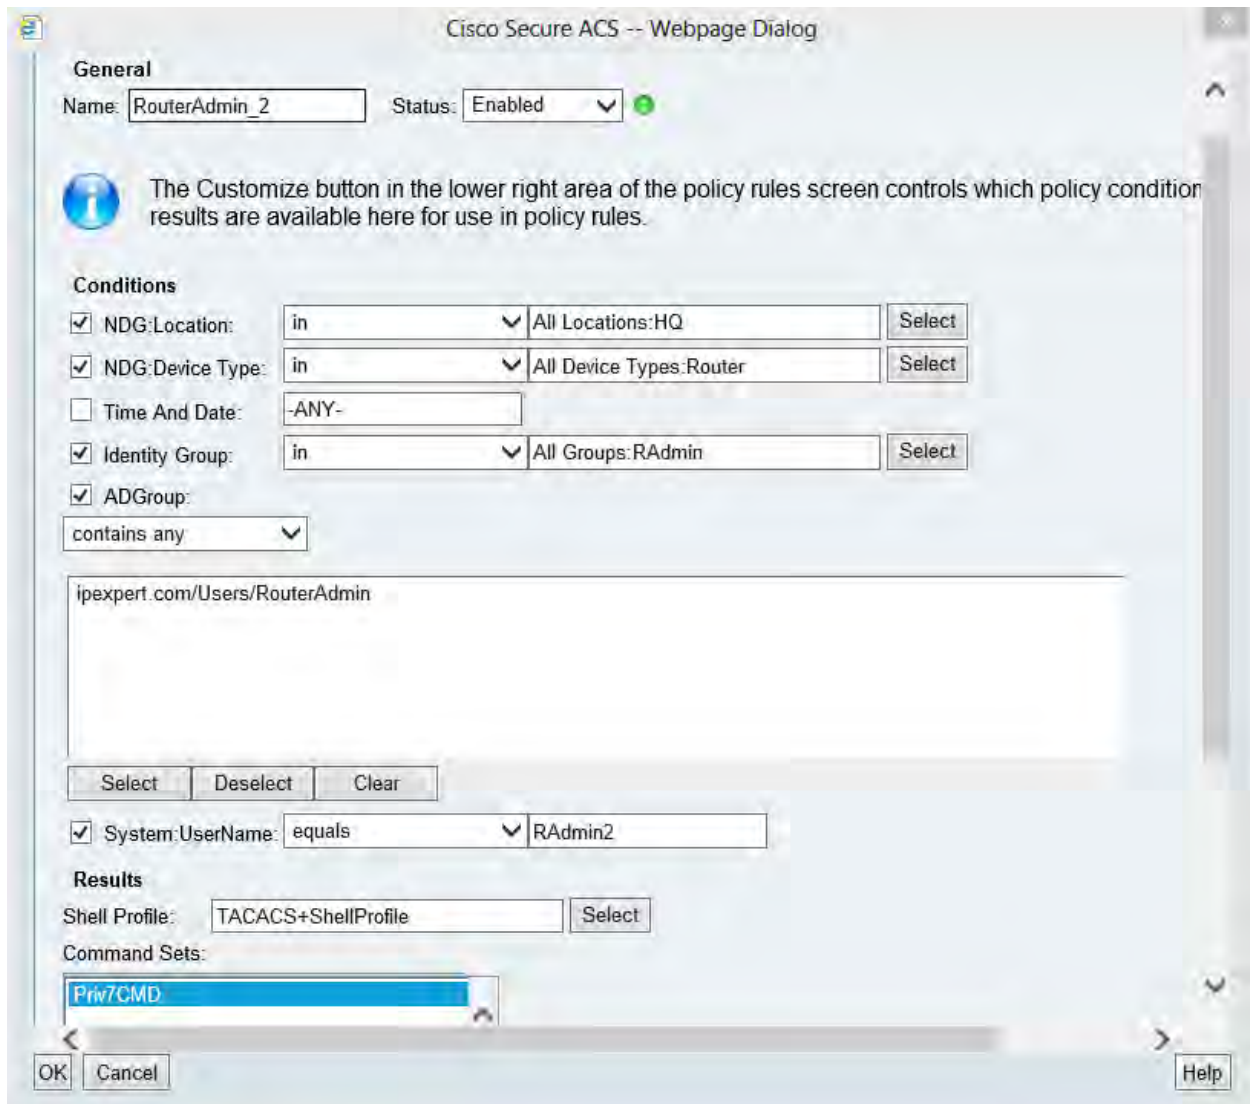 Cisco Secure ACS -- Webpage Dialog
General
Name: RouterAdmin_2 Status: Enabled
The Customize button in the lower right area of the policy rules screen controls which policy condition
results are available here for use in policy rules.
Conditions
NDG:Location: in All Locations:HQ Select
NDG:Device Type: in All Device Types:Router Select
Time And Date: -ANY-
Identity Group: in All Groups:RAdmin Select
ADGroup:
contains any
ipexpert.com/Users/RouterAdmin
Select Deselect Clear
System:UserName: equals RAdmin2
Results
Shell Profile: TACACS+ShellProfile Select
Command Sets:
Priv7CMD
OK Cancel Help